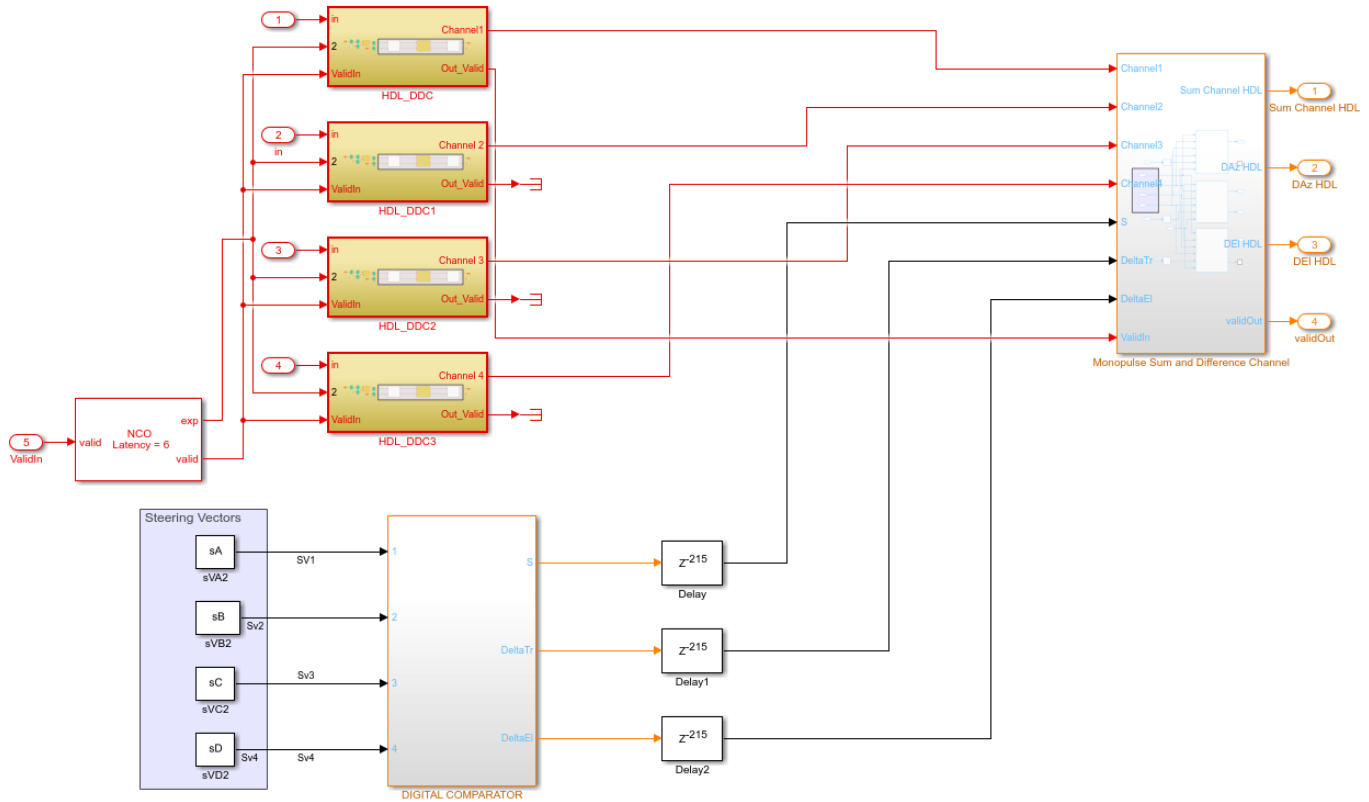 1
in
2
ValidIn
Channel1
Out_Valid
HDL_DDC
2
in
in
2
ValidIn
Channel 2
Out_Valid
HDL_DDC1
3
in
2
ValidIn
Channel 3
Out_Valid
HDL_DDC2
4
in
2
ValidIn
Channel 4
Out_Valid
HDL_DDC3
5
ValidIn
valid
NCO
Latency = 6
exp
valid
Channel1
Channel2
Channel3
Channel4
S
DeltaTr
DeltaEl
ValidIn
Sum Channel HDL
DAz HDL
DEl HDL
validOut
Monopulse Sum and Difference Channel
1
Sum Channel HDL
2
DAz HDL
3
DEl HDL
4
validOut
Steering Vectors
sA
sVA2
SV1
sB
sVB2
Sv2
sC
sVC2
Sv3
sD
sVD2
Sv4
Sv4
1
2
3
4
S
DeltaTr
DeltaEl
DIGITAL COMPARATOR
z-215
Delay
z-215
Delay1
z-215
Delay2